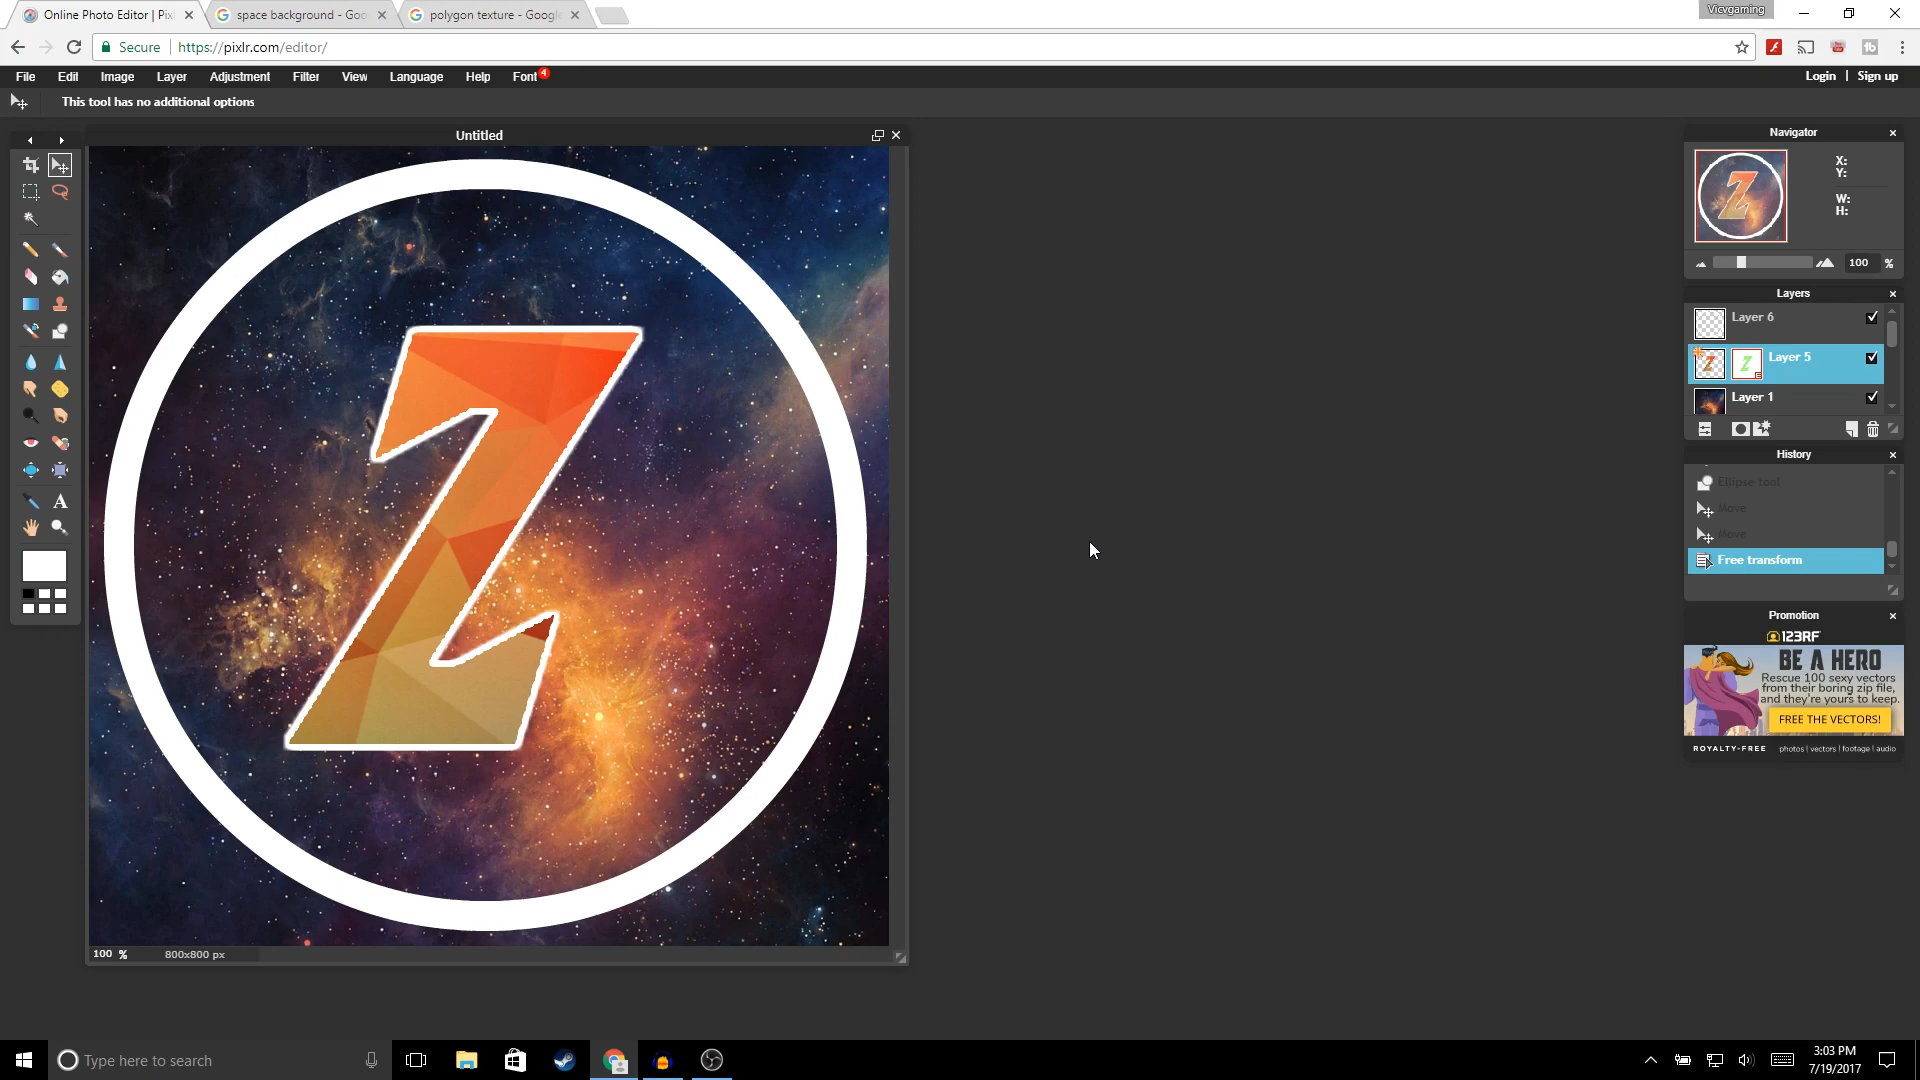 Online Photo Editor | Pix
space background - Goo
polygon texture - Google
Vicvgaming
Secure
https://pixlr.com/editor/
File Edit Image Layer Adjustment Filter View Language Help Font 4
Login | Sign up
This tool has no additional options
Untitled
Navigator
X:
Y:
W:
H:
100 %
Layers
Layer 6
Layer 5
Layer 1
History
Ellipse tool
Move
Move
Free transform
Promotion
123RF
BE A HERO
Rescue 100 sexy vectors
from their boring zip file,
and they're yours to keep.
FREE THE VECTORS!
ROYALTY-FREE photos | vectors | footage | audio
A
Z
100 % 800x800 px
Type here to search
3:03 PM
7/19/2017